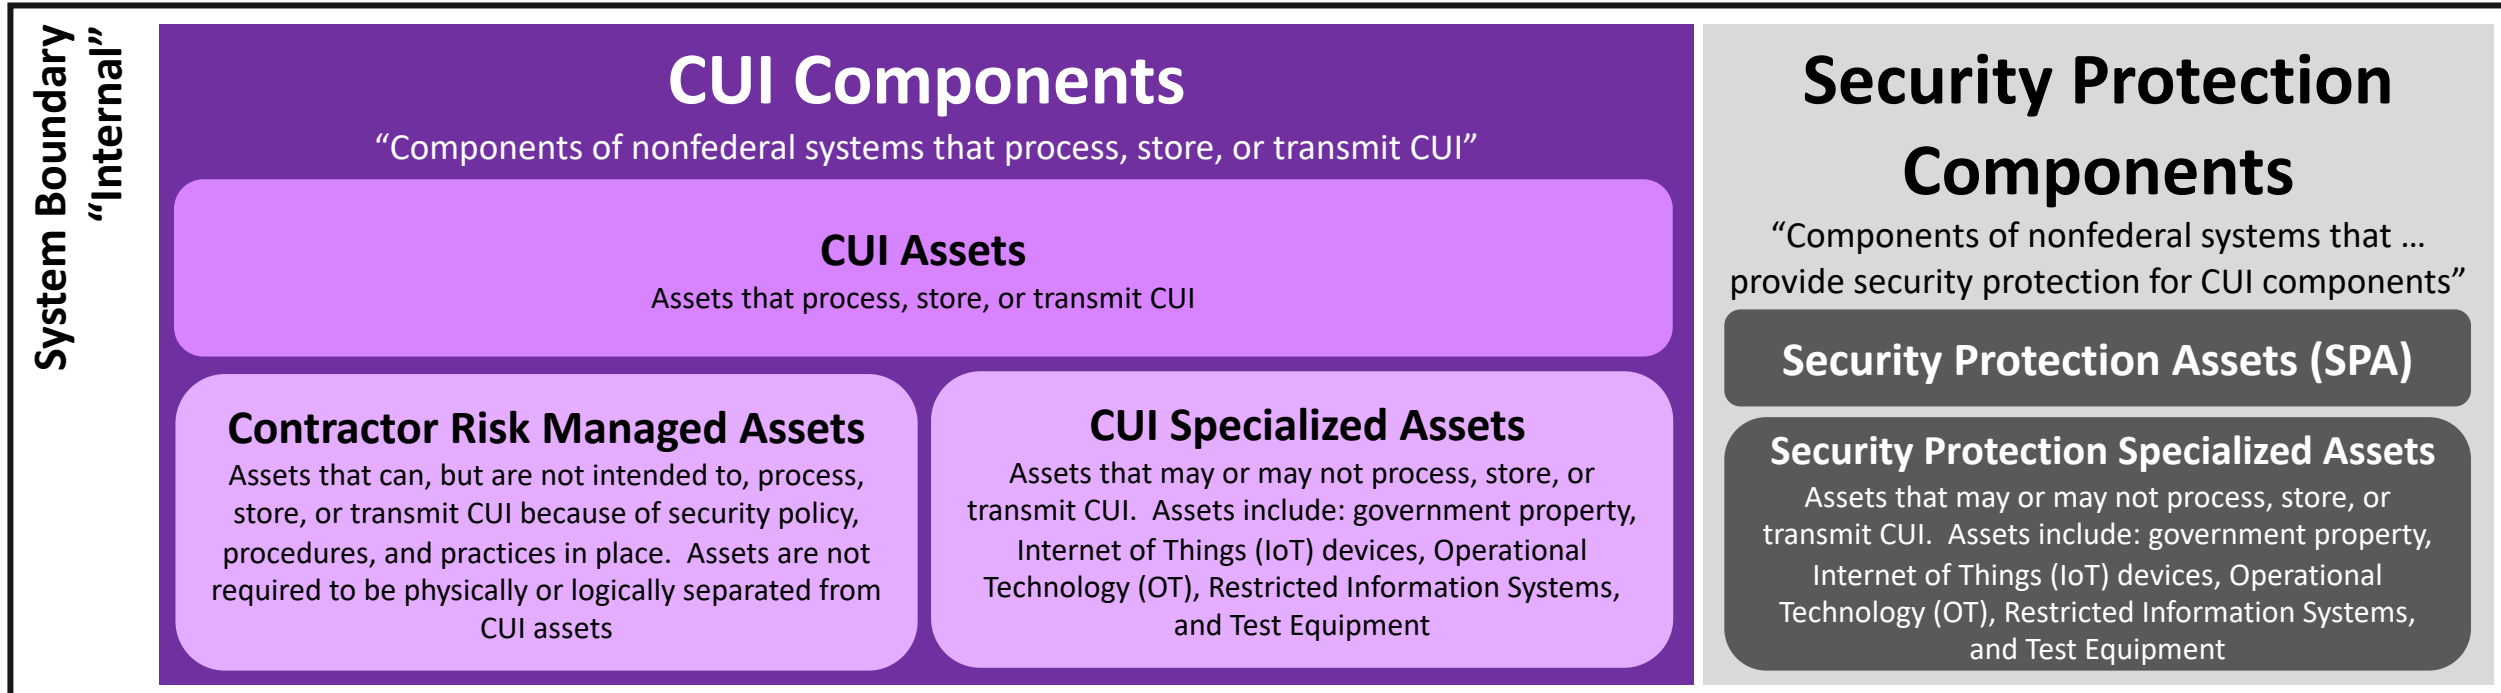 System Boundary
“Internal”
CUI Components
“Components of nonfederal systems that process, store, or transmit CUI”
CUI Assets
Assets that process, store, or transmit CUI
Contractor Risk Managed Assets
Assets that can, but are not intended to, process,
store, or transmit CUI because of security policy,
procedures, and practices in place.  Assets are not
required to be physically or logically separated from
CUI assets
CUI Specialized Assets
Assets that may or may not process, store, or
transmit CUI.  Assets include: government property,
Internet of Things (IoT) devices, Operational
Technology (OT), Restricted Information Systems,
and Test Equipment
Security Protection
Components
“Components of nonfederal systems that …
provide security protection for CUI components”
Security Protection Assets (SPA)
Security Protection Specialized Assets
Assets that may or may not process, store, or
transmit CUI.  Assets include: government property,
Internet of Things (IoT) devices, Operational
Technology (OT), Restricted Information Systems,
and Test Equipment